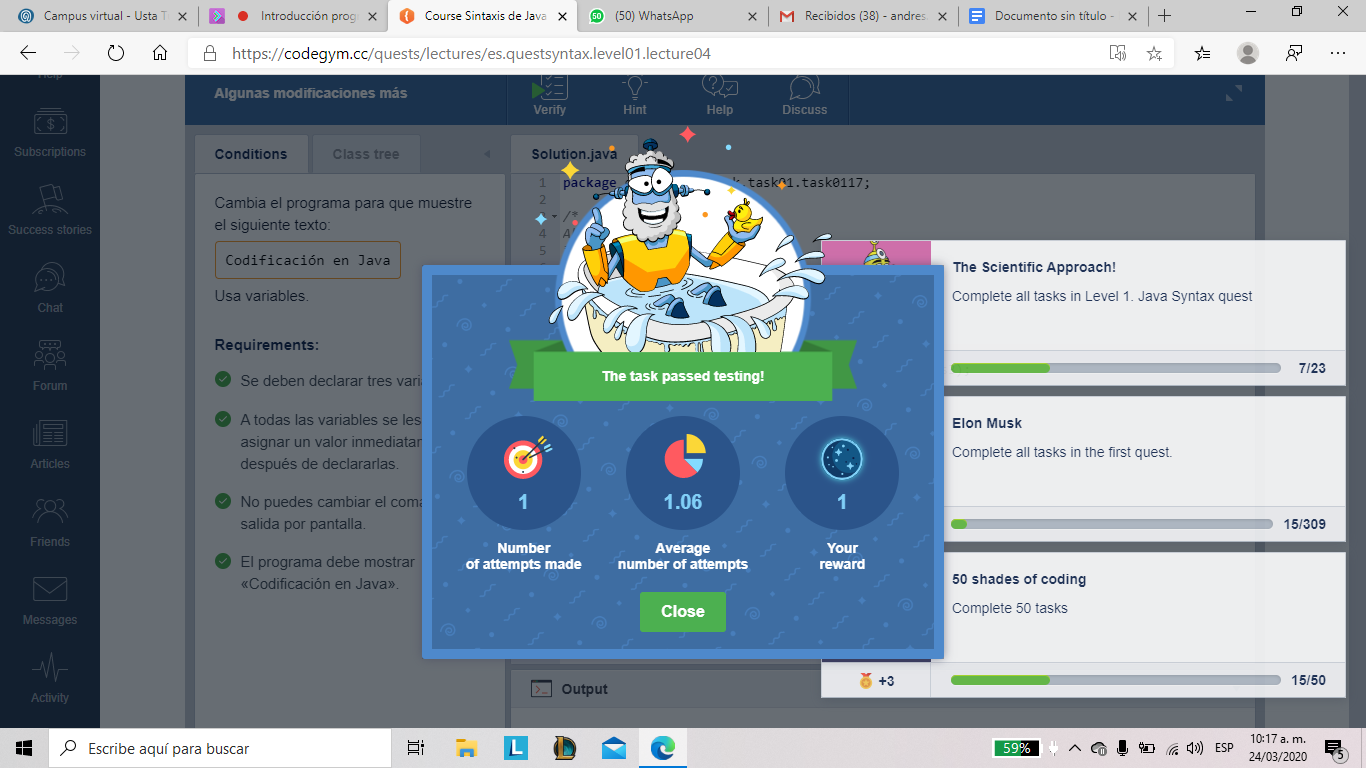 Campus virtual - Usta T
Introducción prog
Course Sintaxis de Java
(50) WhatsApp
Recibidos (38) - andres.
Documento sin título -
https://codegym.cc/quests/lectures/es.questsyntax.level01.lecture04
Help
Subscriptions
Success stories
Chat
Forum
Articles
Friends
Messages
Activity
Algunas modificaciones más
Verify
Hint
Help
Discuss
Conditions
Class tree
Cambia el programa para que muestre
el siguiente texto:
Codificación en Java
Usa variables.
Requirements:
Se deben declarar tres vari
A todas las variables se les
asignar un valor inmediatar
después de declararlas.
No puedes cambiar el com
salida por pantalla.
El programa debe mostrar
«Codificación en Java».
Solution.java
1 package k.task01.task0117;
2
3 /*
4 A
5
The task passed testing!
1
Number
of attempts made
1.06
Average
number of attempts
1
Your
reward
Close
Output
The Scientific Approach!
Complete all tasks in Level 1. Java Syntax quest
7/23
Elon Musk
Complete all tasks in the first quest.
15/309
50 shades of coding
Complete 50 tasks
+3
15/50
Escribe aquí para buscar
L
59%
ESP
10:17 a. m.
24/03/2020
5